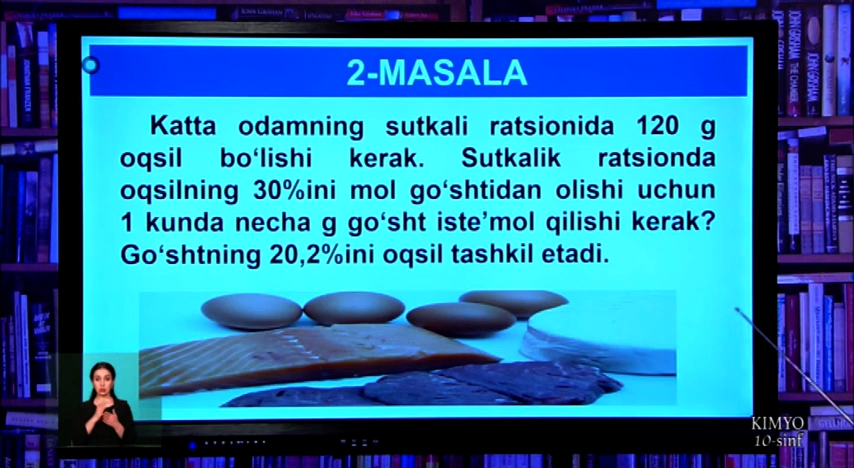 2-MASALA
Katta odamning sutkali ratsionida 120 g
oqsil bo‘lishi kerak. Sutkalik ratsionda
oqsilning 30%ini mol go‘shtidan olishi uchun
1 kunda necha g go‘sht iste’mol qilishi kerak?
Go‘shtning 20,2%ini oqsil tashkil etadi.
KIMYO
10-sinf